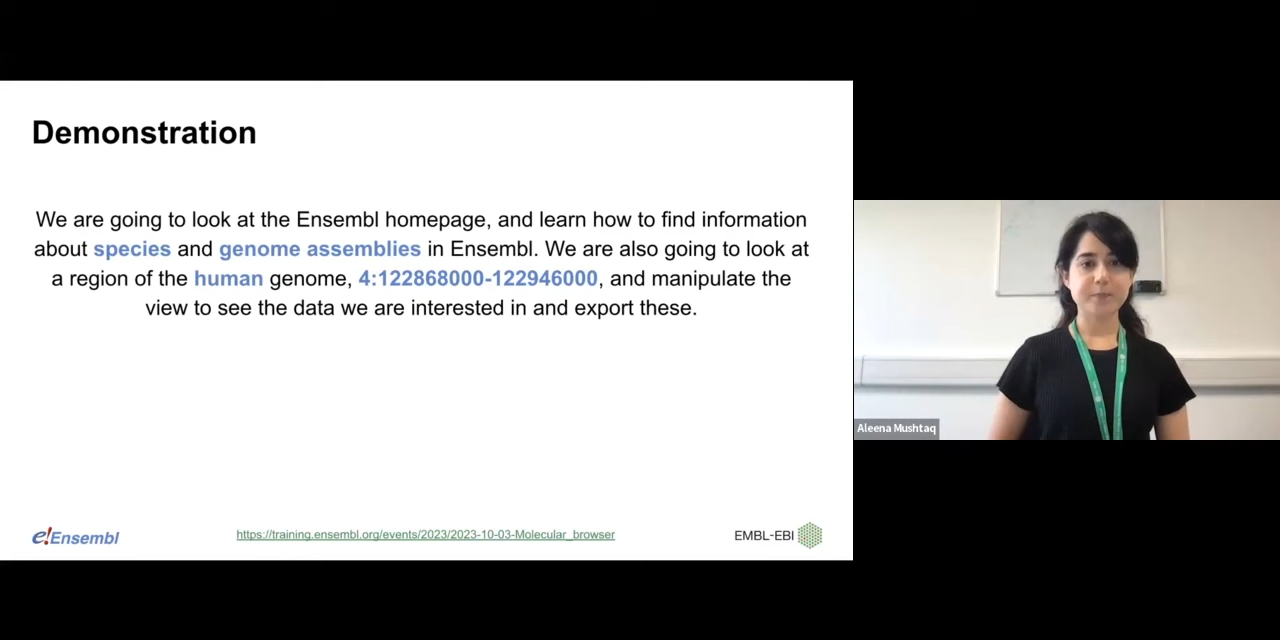 Demonstration
We are going to look at the Ensembl homepage, and learn how to find information
about species and genome assemblies in Ensembl. We are also going to look at
a region of the human genome, 4:122868000-122946000, and manipulate the
view to see the data we are interested in and export these.
Aleena Mushtaq
e!Ensembl
https://training.ensembl.org/events/2023/2023-10-03-Molecular_browser
EMBL-EBI